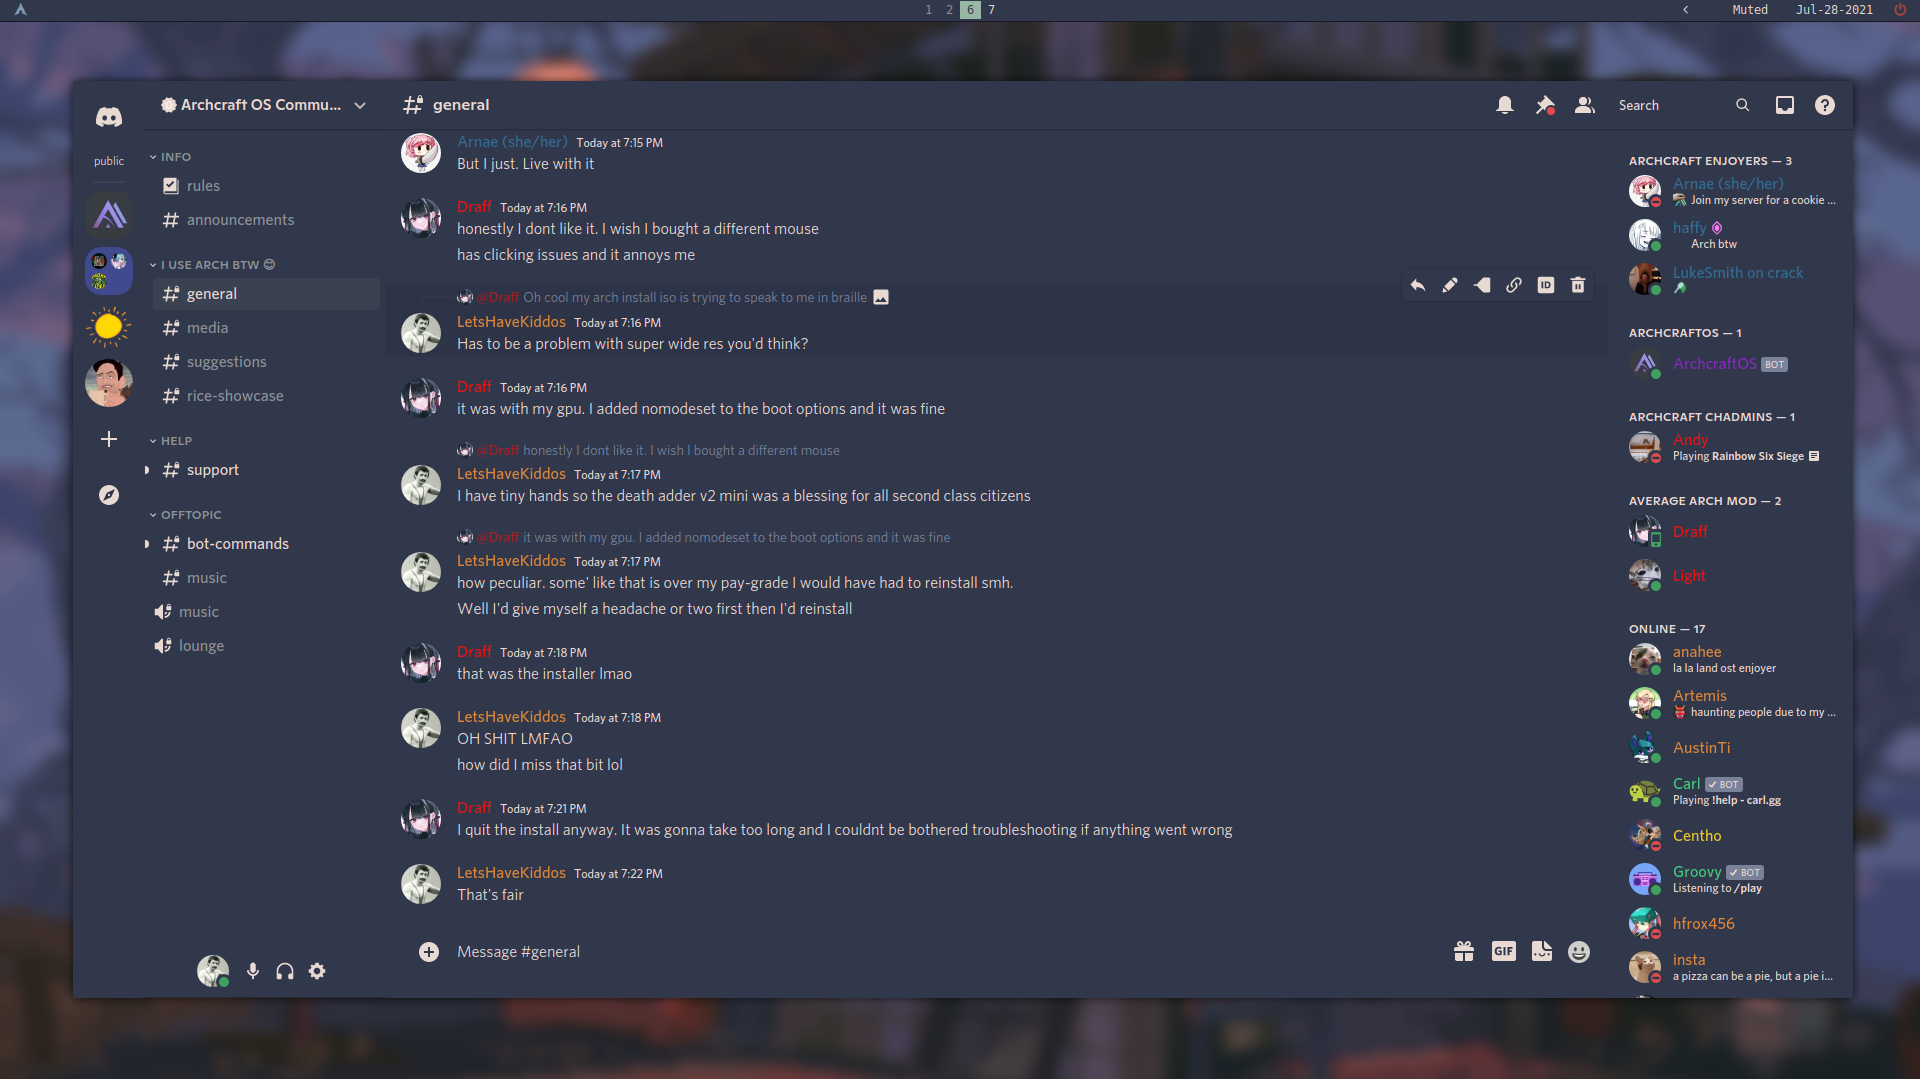 1 2 6 7
Muted Jul-28-2021
public
Archcraft OS Commu...
INFO
rules
announcements
I USE ARCH BTW 😊
general
media
suggestions
rice-showcase
HELP
support
OFFTOPIC
bot-commands
music
music
lounge
general
Search
Arnae (she/her) Today at 7:15 PM
But I just. Live with it
Draff Today at 7:16 PM
honestly I dont like it. I wish I bought a different mouse
has clicking issues and it annoys me
@Draff Oh cool my arch install iso is trying to speak to me in braille
ID
LetsHaveKiddos Today at 7:16 PM
Has to be a problem with super wide res you'd think?
Draff Today at 7:16 PM
it was with my gpu. I added nomodeset to the boot options and it was fine
@Draff honestly I dont like it. I wish I bought a different mouse
LetsHaveKiddos Today at 7:17 PM
I have tiny hands so the death adder v2 mini was a blessing for all second class citizens
@Draff it was with my gpu. I added nomodeset to the boot options and it was fine
LetsHaveKiddos Today at 7:17 PM
how peculiar. some' like that is over my pay-grade I would have had to reinstall smh.
Well I'd give myself a headache or two first then I'd reinstall
Draff Today at 7:18 PM
that was the installer lmao
LetsHaveKiddos Today at 7:18 PM
OH SHIT LMFAO
how did I miss that bit lol
Draff Today at 7:21 PM
I quit the install anyway. It was gonna take too long and I couldnt be bothered troubleshooting if anything went wrong
LetsHaveKiddos Today at 7:22 PM
That's fair
Message #general
GIF
ARCHCRAFT ENJOYERS — 3
Arnae (she/her)
Join my server for a cookie ...
haffy
Arch btw
LukeSmith on crack
ARCHCRAFTOS — 1
ArchcraftOS BOT
ARCHCRAFT CHADMINS — 1
Andy
Playing Rainbow Six Siege
AVERAGE ARCH MOD — 2
Draff
Light
ONLINE — 17
anahee
la la land ost enjoyer
Artemis
haunting people due to my ...
AustinTi
Carl ✓ BOT
Playing !help - carl.gg
Centho
Groovy ✓ BOT
Listening to /play
hfrox456
insta
a pizza can be a pie, but a pie i...